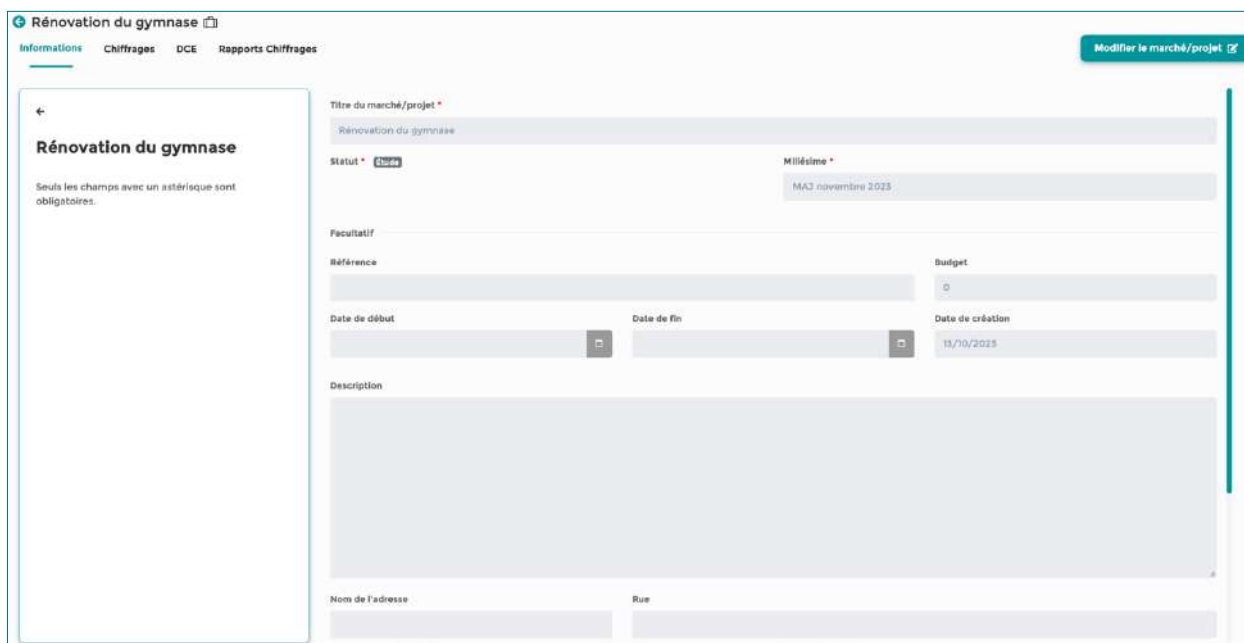 Rénovation du gymnase
Informations Chiffrages DCE Rapports Chiffrages
Modifier le marché/projet
Rénovation du gymnase
Seuls les champs avec un astérisque sont
obligatoires.
Titre du marché/projet *
Rénovation du gymnase
Statut * Etude
Millésime *
MAJ novembre 2023
Facultatif
Référence
Budget
0
Date de début
Date de fin
Date de création
13/10/2023
Description
Nom de l'adresse
Rue